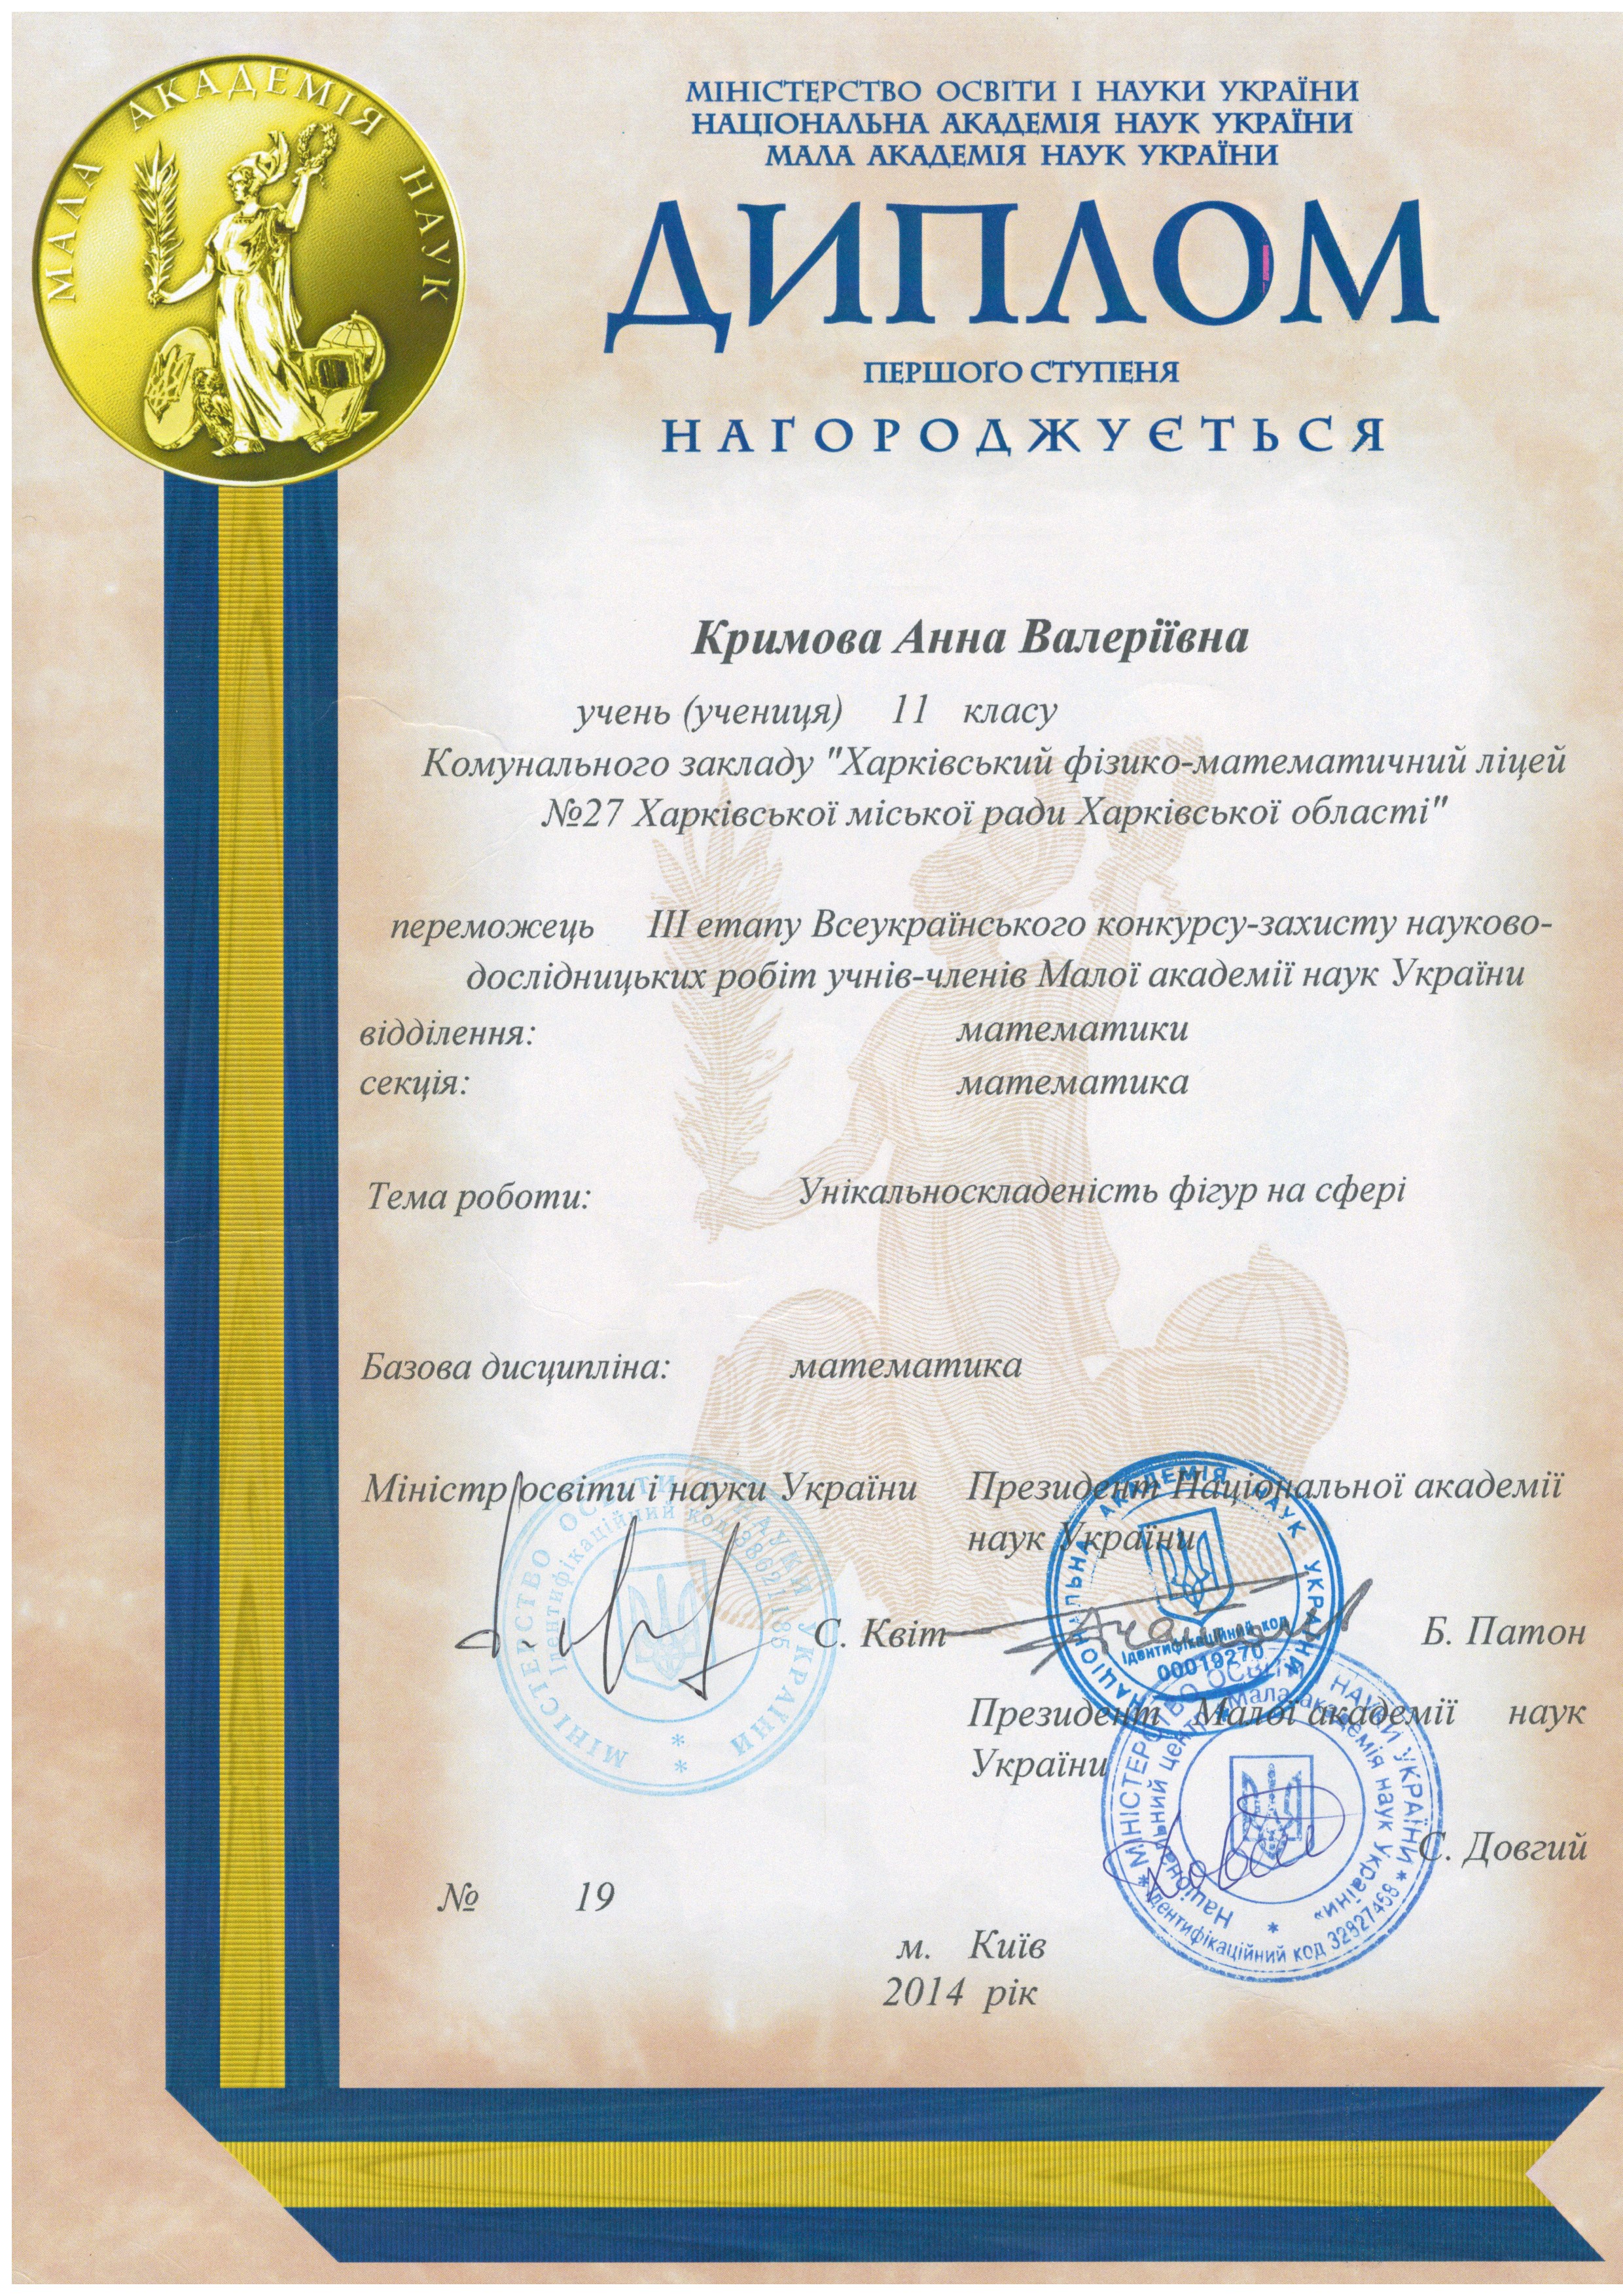 МАЛА АКАДЕМІЯ НАУК
МІНІСТЕРСТВО ОСВІТИ І НАУКИ УКРАЇНИ
НАЦІОНАЛЬНА АКАДЕМІЯ НАУК УКРАЇНИ
МАЛА АКАДЕМІЯ НАУК УКРАЇНИ
ДИПЛОМ
ПЕРШОГО СТУПЕНЯ
НАГОРОДЖУЄТЬСЯ
Кримова Анна Валеріївна
учень (учениця) 11 класу
Комунального закладу "Харківський фізико-математичний ліцей
№27 Харківської міської ради Харківської області"
переможець ІІІ етапу Всеукраїнського конкурсу-захисту науково-
дослідницьких робіт учнів-членів Малої академії наук України
відділення: математики
секція: математика
Тема роботи: Унікальноскладеність фігур на сфері
Базова дисципліна: математика
Міністр освіти і науки України
Президент Національної академії
наук України
С. Квіт
Б. Патон
Президент Малої академії наук
України
С. Довгий
МІНІСТЕРСТВО ОСВІТИ І НАУКИ УКРАЇНИ * *
Ідентифікаційний код 38621185
НАЦІОНАЛЬНА АКАДЕМІЯ НАУК УКРАЇНИ *
Ідентифікаційний код
00019270
* МІНІСТЕРСТВО ОСВІТИ І НАУКИ УКРАЇНИ *
Ідентифікаційний код 32827468
Національний центр «Мала академія наук України» *
№ 19
м. Київ
2014 рік